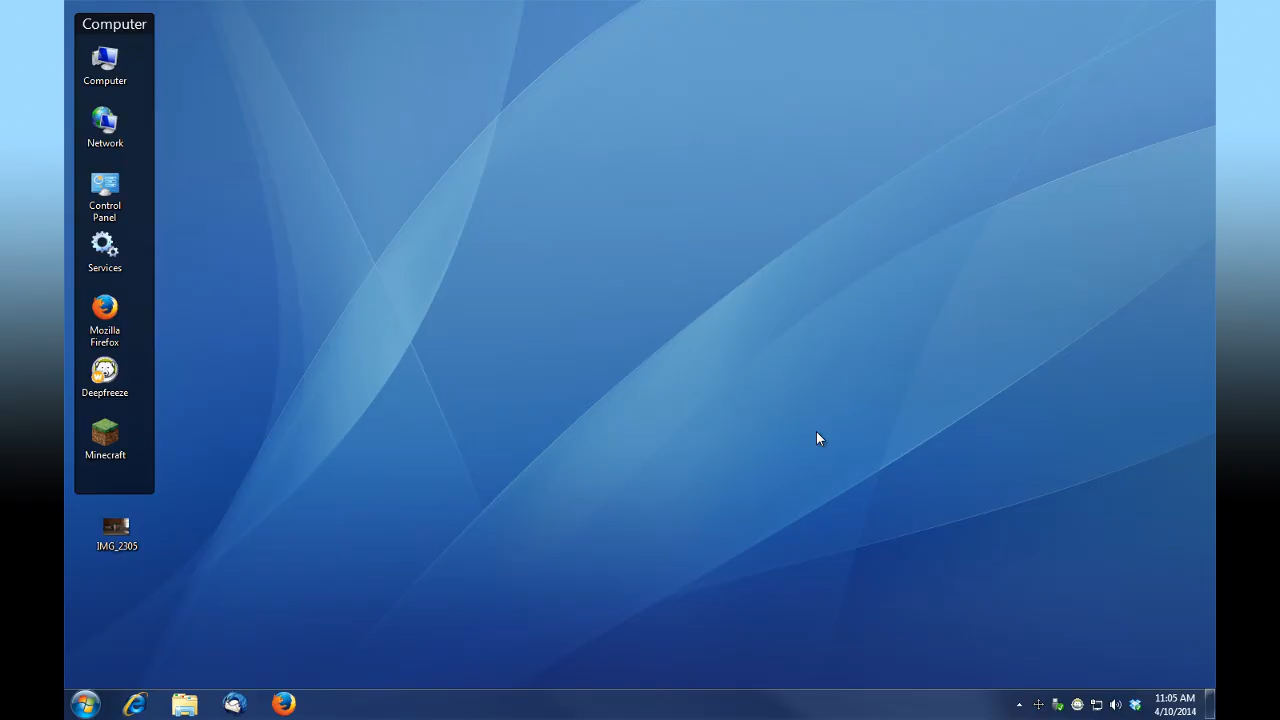 Computer
Computer
Network
Control
Panel
Services
Mozilla
Firefox
Deepfreeze
Minecraft
IMG_2305
11:05 AM
4/10/2014